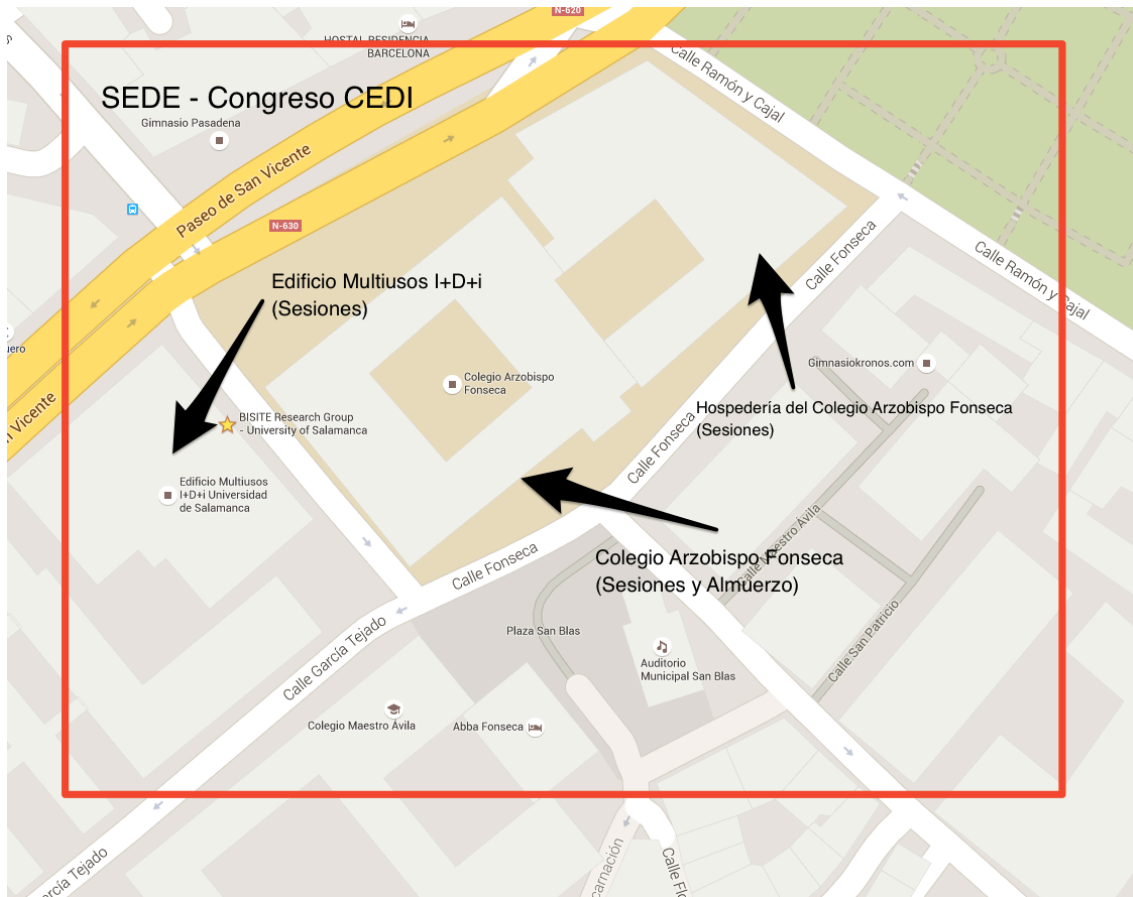 N-620
HOSTAL RESIDENCIA
BARCELONA
Calle Ramón y Cajal
SEDE - Congreso CEDI
Gimnasio Pasadena
Paseo de San Vicente
N-630
Calle Fonseca
Calle Ramón y Cajal
Edificio Multiusos I+D+i
(Sesiones)
Gimnasiokronos.com
Colegio Arzobispo
Fonseca
Hospedería del Colegio Arzobispo Fonseca
(Sesiones)
Vicente
BISITE Research Group
- University of Salamanca
Calle Fonseca
Edificio Multiusos
I+D+i Universidad
de Salamanca
Calle Maestro Ávila
Calle Fonseca
Colegio Arzobispo Fonseca
(Sesiones y Almuerzo)
Plaza San Blas
Calle San Patricio
Calle García Tejado
Auditorio
Municipal San Blas
Colegio Maestro Ávila
Abba Fonseca